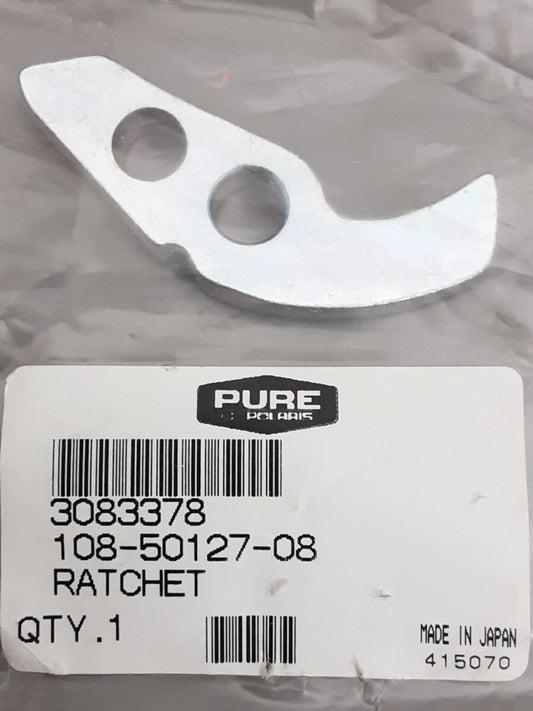 PURE
POLARIS
3083378
108-50127-08
RATCHET
QTY.1
MADE IN JAPAN
415070